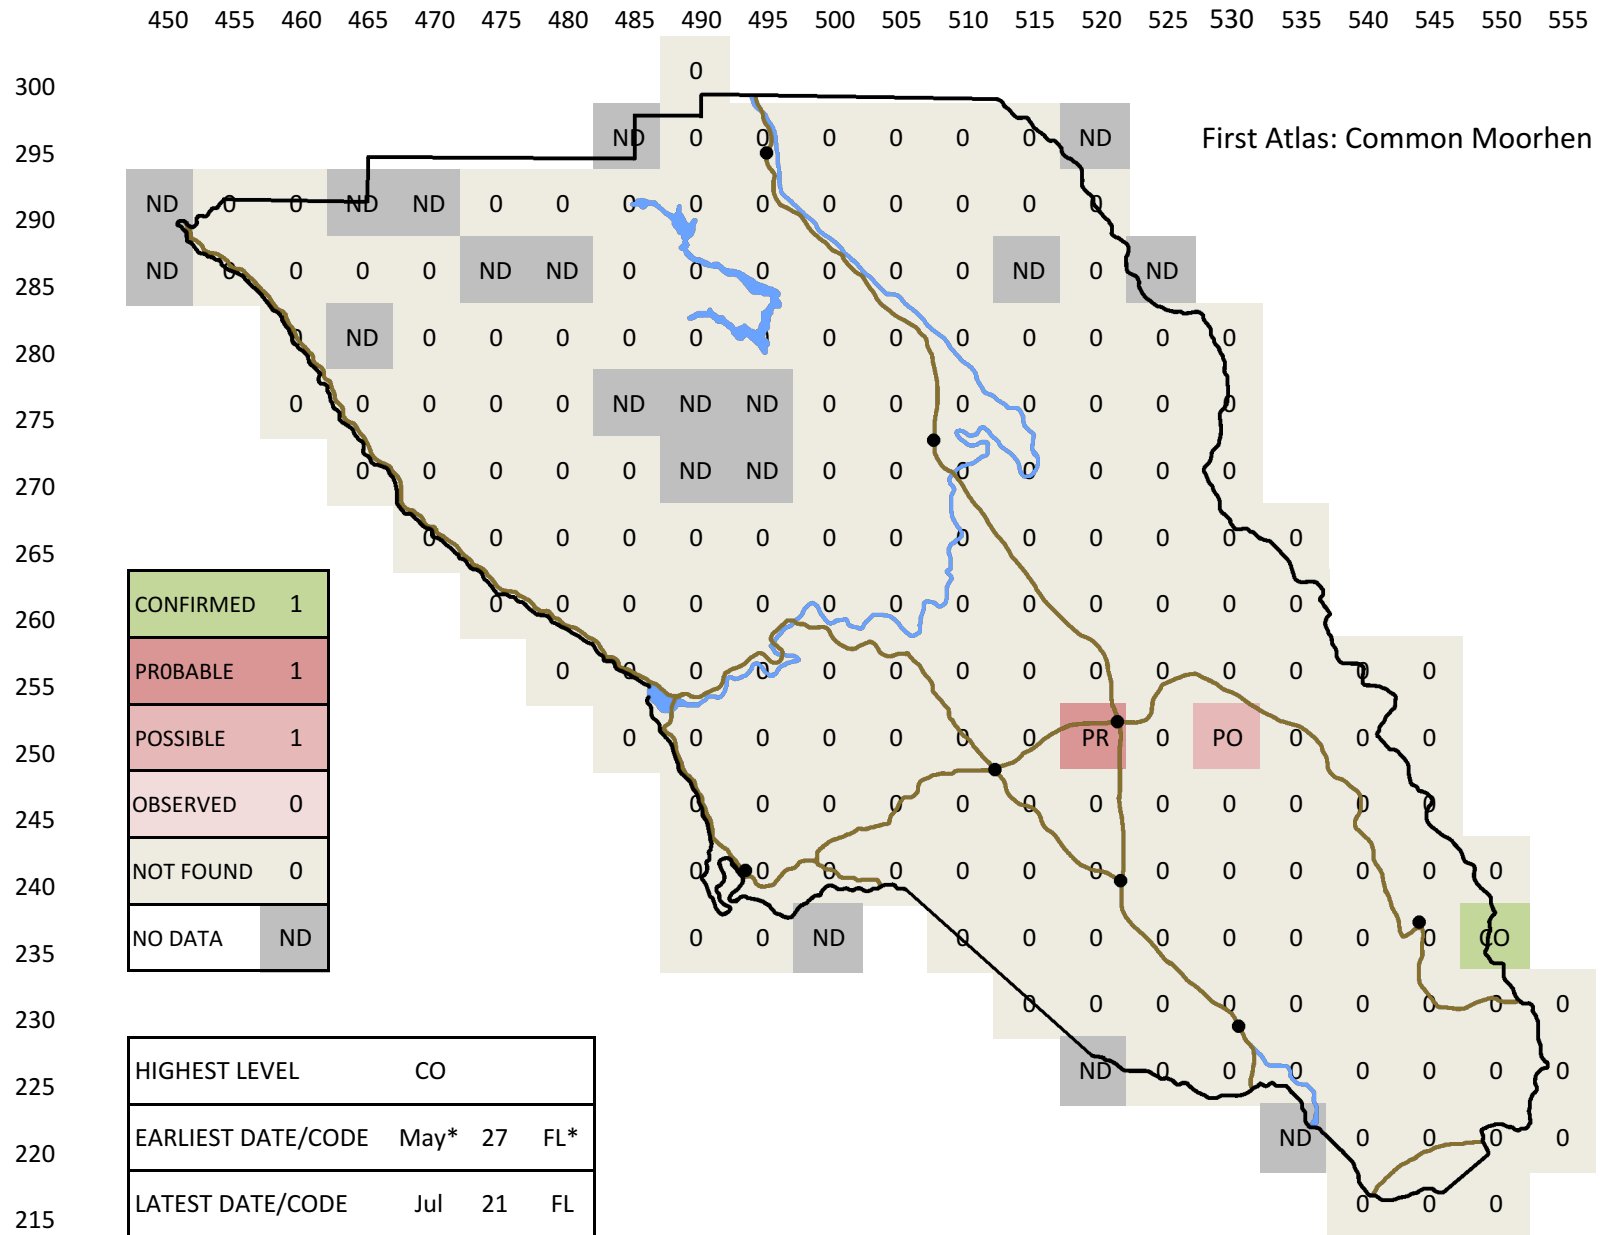 450 455 460 465 470 475 480 485 490 495 500 505 510 515 520 525 530 535 540 545 550 555
300 0
295 ND 0 0 0 0 0 0 ND First Atlas: Common Moorhen
290 ND 0 0 ND ND 0 0 0 0 0 0 0 0 0 0
285 ND 0 0 0 0 ND ND 0 0 0 0 0 0 ND 0 ND
280 0 ND 0 0 0 0 0 0 0 0 0 0 0 0 0
275 0 0 0 0 0 ND ND ND 0 0 0 0 0 0 0
270 0 0 0 0 0 ND ND 0 0 0 0 0 0 0
265 0 0 0 0 0 0 0 0 0 0 0 0 0 0
260 CONFIRMED 1 0 0 0 0 0 0 0 0 0 0 0 0 0
255 PR0BABLE 1 0 0 0 0 0 0 0 0 0 0 0 0 0 0
250 POSSIBLE 1 0 0 0 0 0 0 0 PR 0 PO 0 0 0
245 OBSERVED 0 0 0 0 0 0 0 0 0 0 0 0 0
240 NOT FOUND 0 0 0 0 0 0 0 0 0 0 0 0 0 0
235 NO DATA ND 0 0 ND 0 0 0 0 0 0 0 0 CO
230 0 0 0 0 0 0 0 0 0
225 HIGHEST LEVEL CO ND 0 0 0 0 0 0 0
220 EARLIEST DATE/CODE May* 27 FL* ND 0 0 0 0
215 LATEST DATE/CODE Jul 21 FL 0 0 0